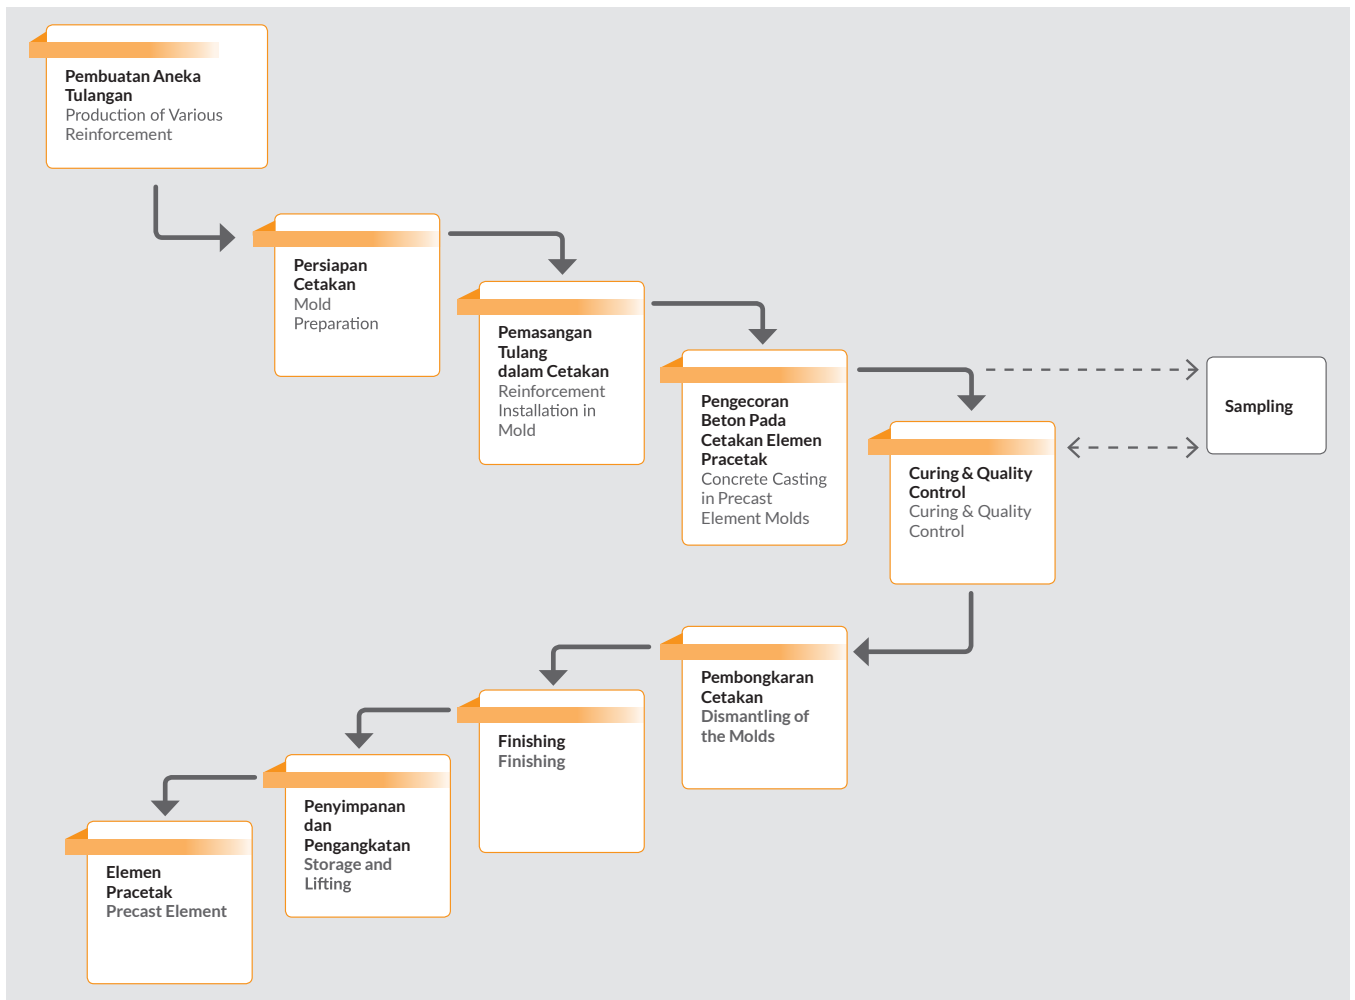 Pembuatan Aneka
Tulangan
Production of Various
Reinforcement
Persiapan
Cetakan
Mold
Preparation
Pemasangan
Tulang
dalam Cetakan
Reinforcement
Installation in
Mold
Pengecoran
Beton Pada
Cetakan Elemen
Pracetak
Concrete Casting
in Precast
Element Molds
Curing & Quality
Control
Curing & Quality
Control
Sampling
Pembongkaran
Cetakan
Dismantling of
the Molds
Finishing
Finishing
Penyimpanan
dan
Pengangkatan
Storage and
Lifting
Elemen
Pracetak
Precast Element